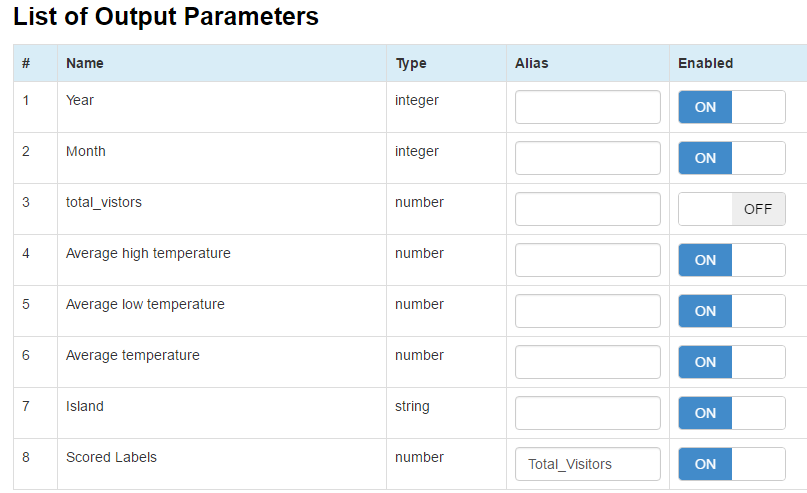 List of Output Parameters
# Name Type Alias Enabled
1 Year integer ON
2 Month integer ON
3 total_vistors number OFF
4 Average high temperature number ON
5 Average low temperature number ON
6 Average temperature number ON
7 Island string ON
8 Scored Labels number Total_Visitors ON